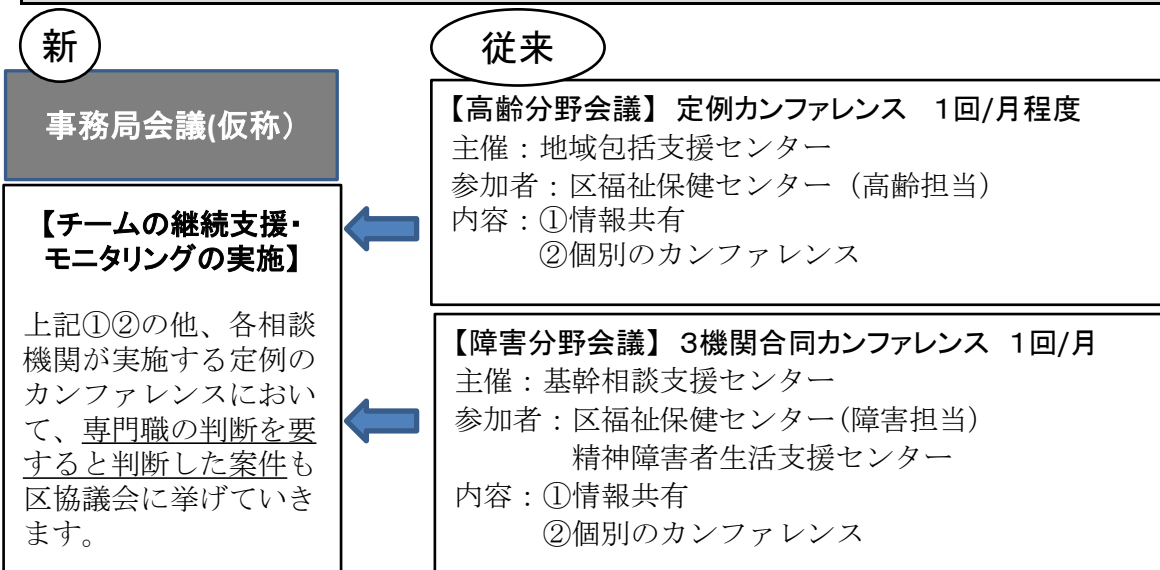 新
事務局会議(仮称）
【チームの継続支援・
モニタリングの実施】
上記①②の他、各相談
機関が実施する定例の
カンファレンスにおい
て、専門職の判断を要
すると判断した案件も
区協議会に挙げていき
ます。
従来
【高齢分野会議】 定例カンファレンス　1回/月程度
主催：地域包括支援センター
参加者：区福祉保健センター（高齢担当）
内容：①情報共有
②個別のカンファレンス
【障害分野会議】 ３機関合同カンファレンス　1回/月
主催：基幹相談支援センター
参加者：区福祉保健センター(障害担当）
精神障害者生活支援センター
内容：①情報共有
②個別のカンファレンス